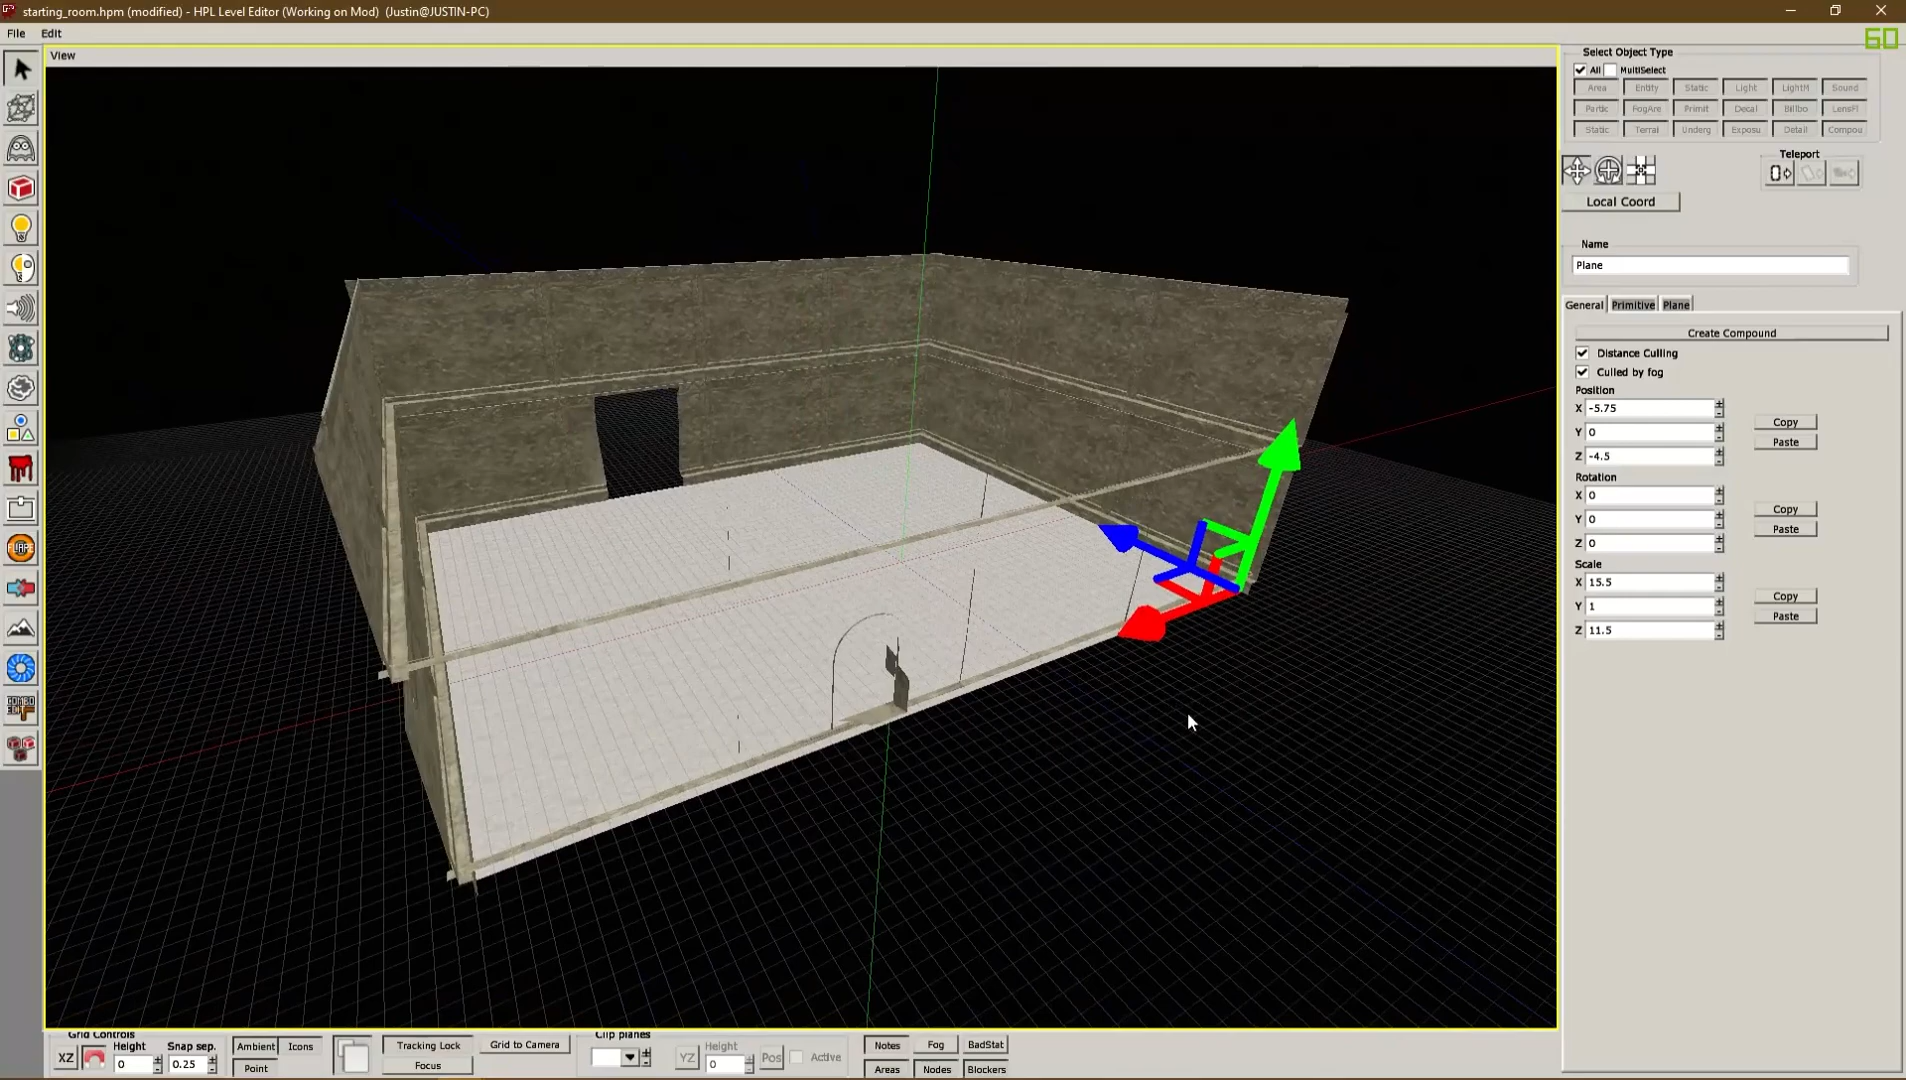 starting_room.hpm (modified) - HPL Level Editor (Working on Mod) (Justin@JUSTIN-PC)
File Edit
60
View
Select Object Type
All MultiSelect
Area Entity Static Light LightM Sound
Partic FogAre Primit Decal Billbo LensFl
Static Terrai Underg Exposu Detail Compou
Teleport
Local Coord
Name
Plane
General Primitive Plane
Create Compound
Distance Culling
Culled by fog
Position
X -5.75
Copy
Y 0
Paste
Z -4.5
Rotation
X 0
Copy
Y 0
Paste
Z 0
Scale
X 15.5
Copy
Y 1
Paste
Z 11.5
FLARE
COMBO
Grid Controls
XZ
Height
0
Snap sep.
0.25
Ambient Icons
Point
Tracking Lock
Focus
Grid to Camera
Clip planes
YZ
Height
0
Pos
Active
Notes Fog BadStat
Areas Nodes Blockers